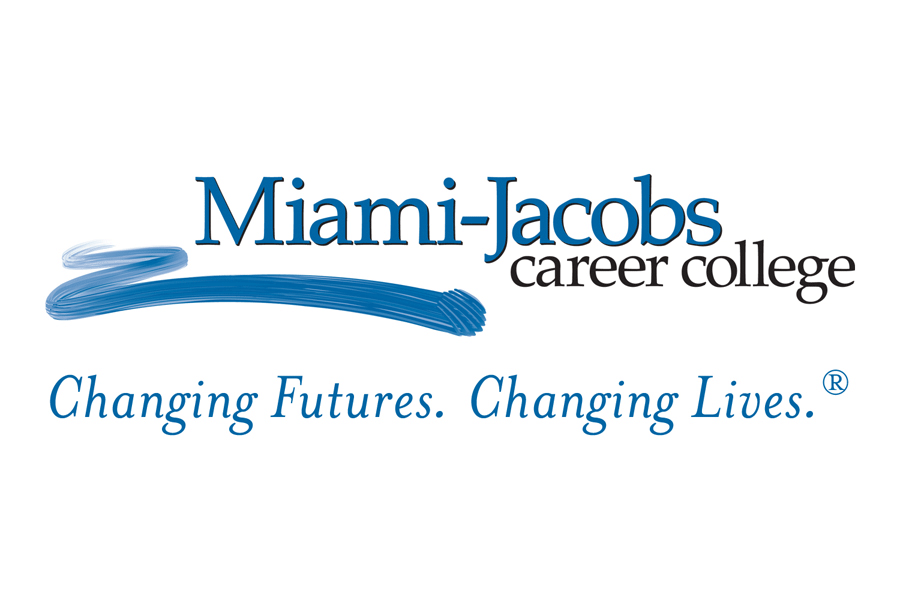 Miami-Jacobs
career college
Changing Futures. Changing Lives.®